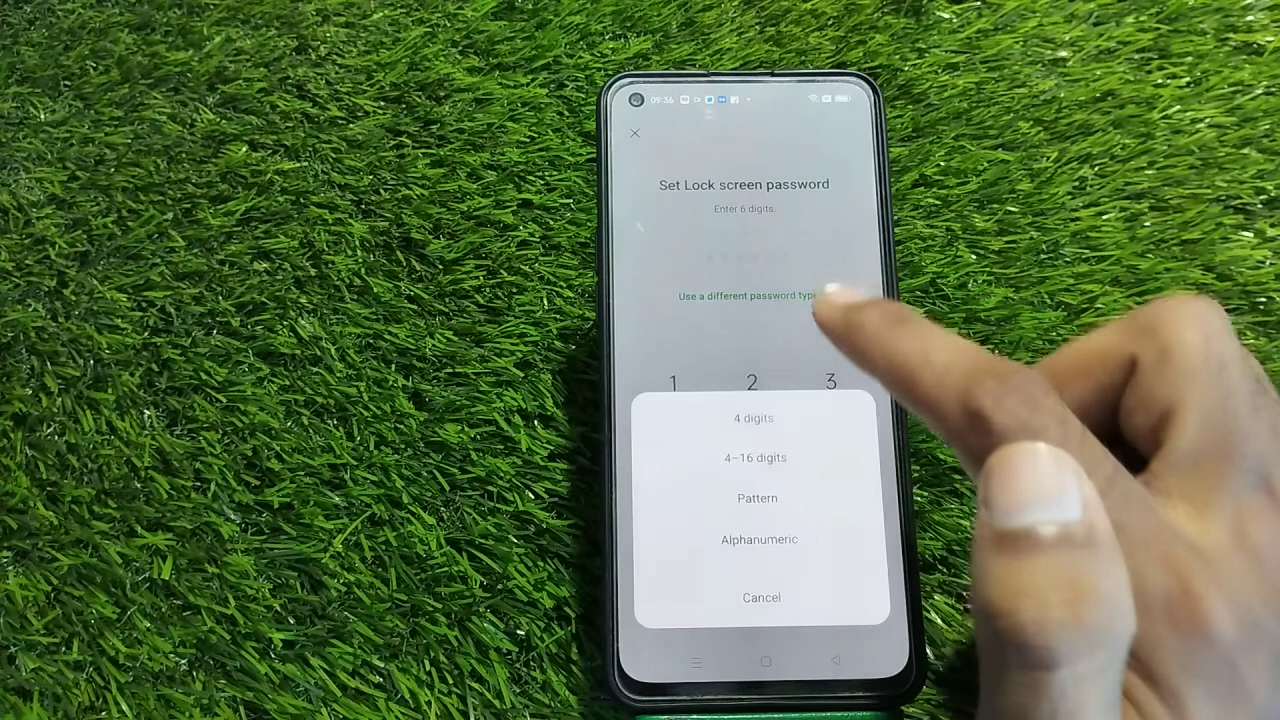 09:36
Set Lock screen password
Enter 6 digits.
Use a different password type
1 2 3
4 digits
4–16 digits
Pattern
Alphanumeric
Cancel